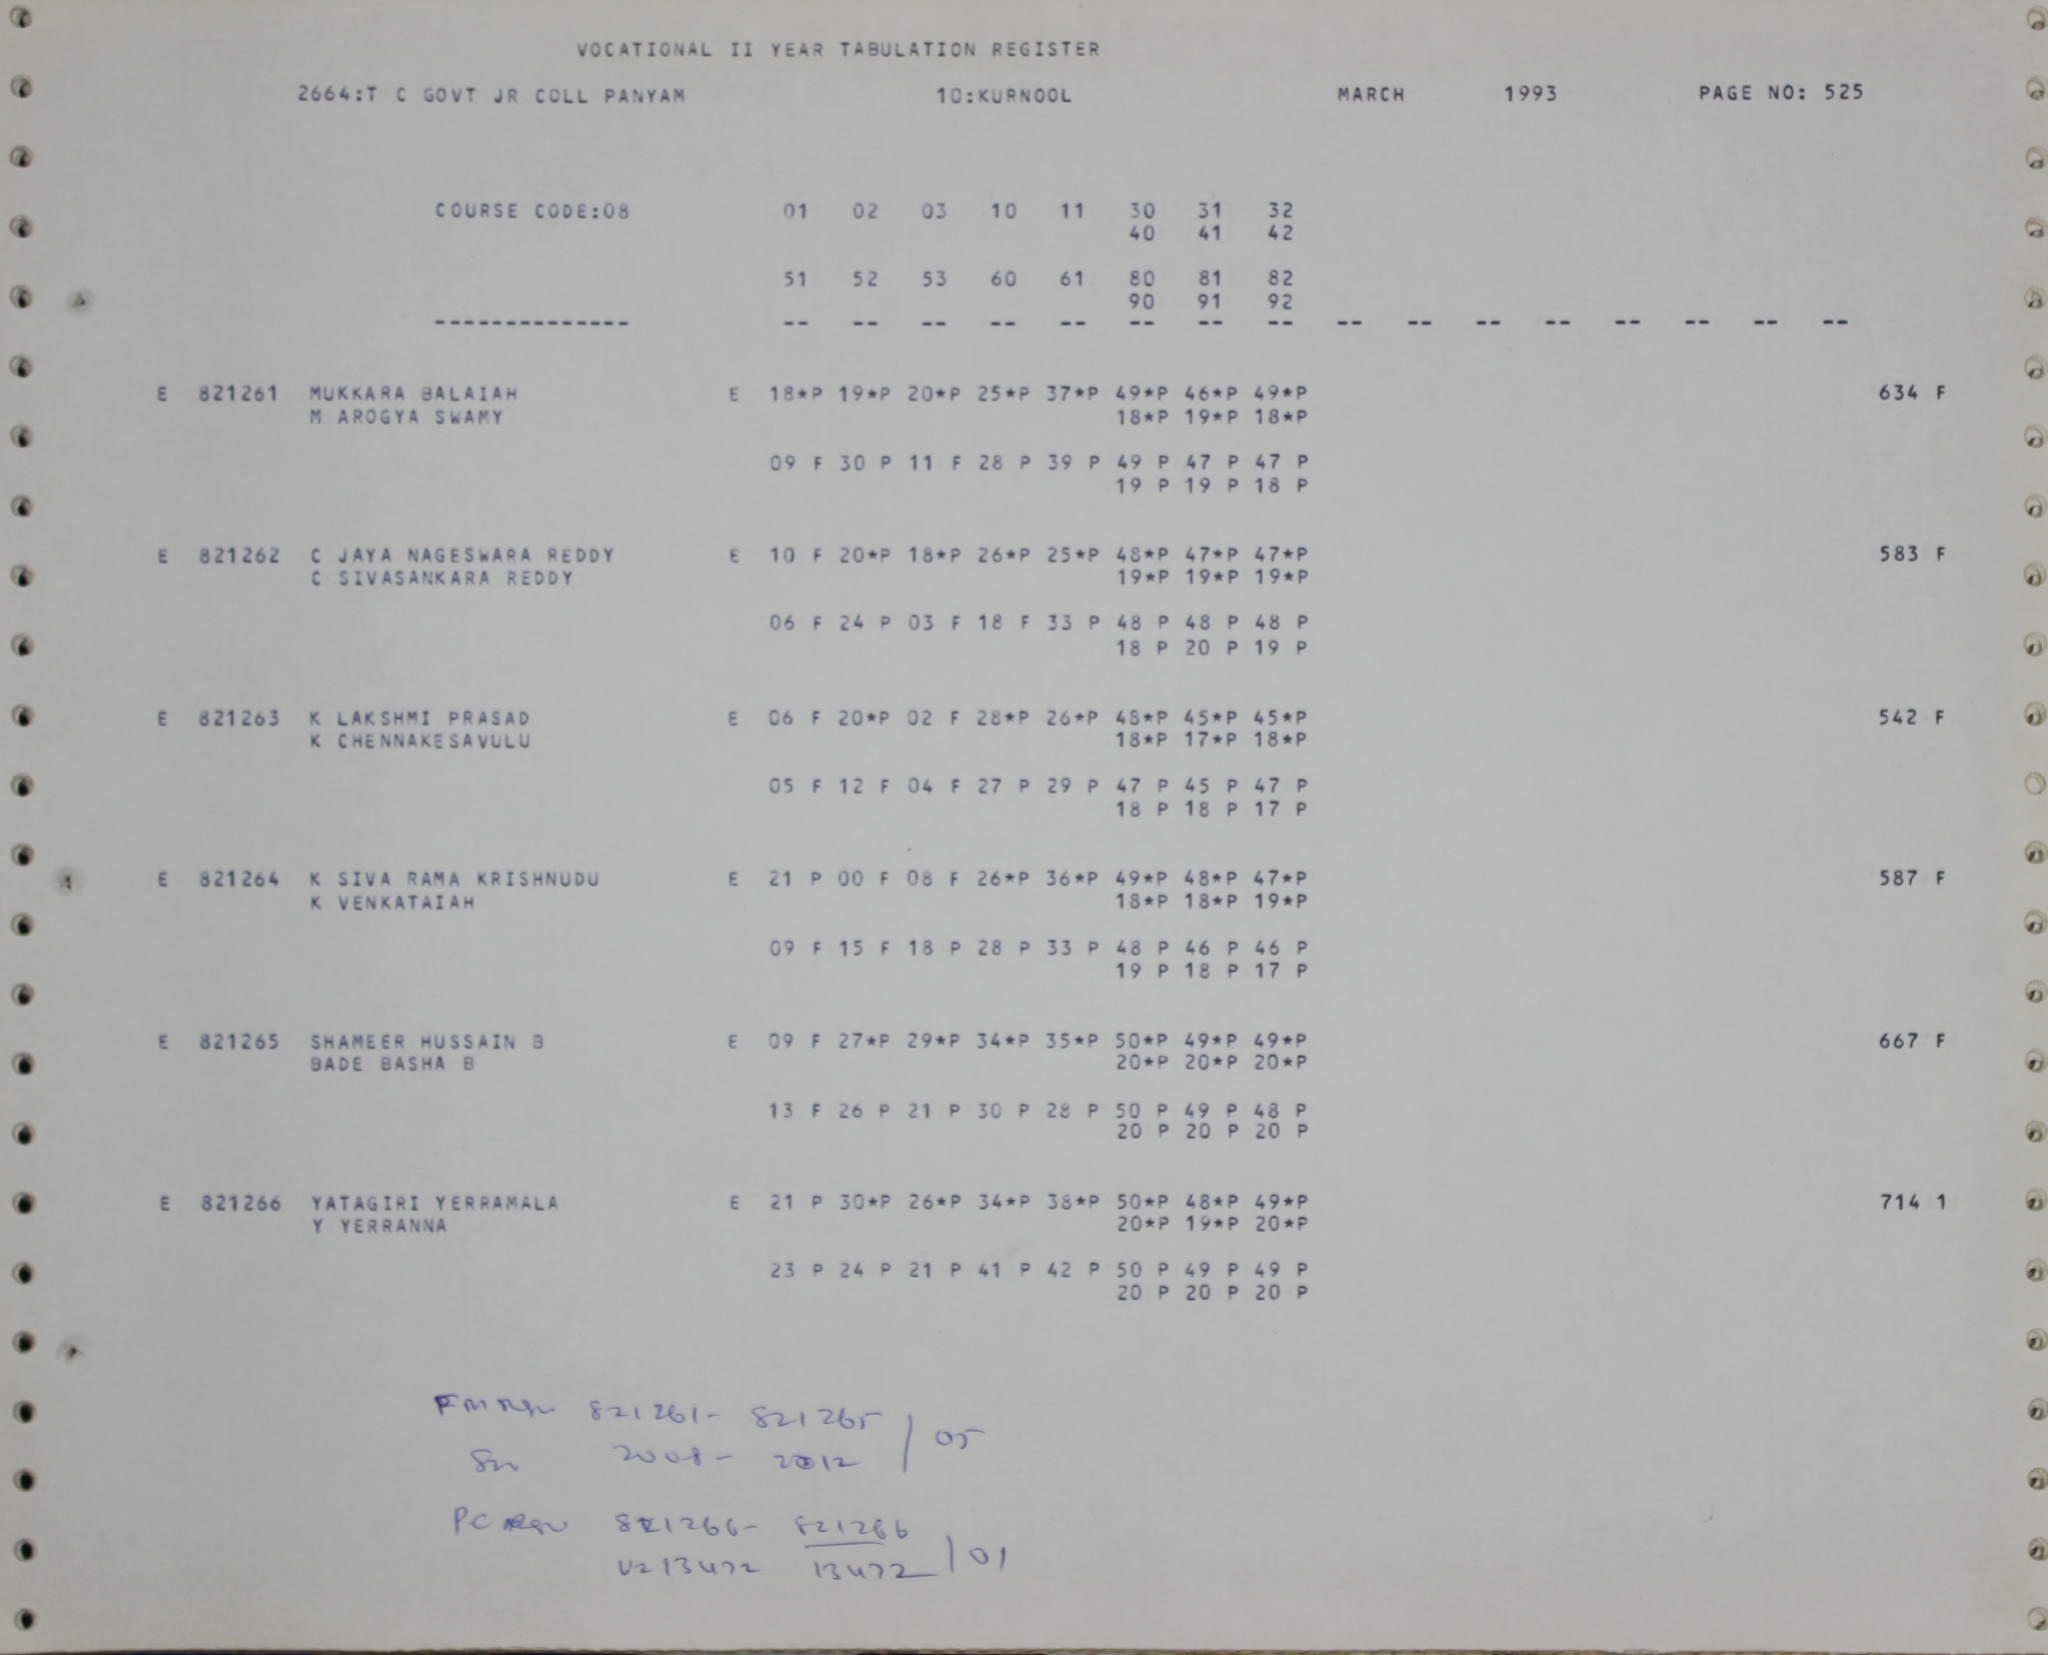 VOCATIONAL II YEAR TABULATION REGISTER
2664:T C GOVT JR COLL PANYAM 10:KURNOOL MARCH 1993 PAGE NO: 525
COURSE CODE:08 01 02 03 10 11 30 31 32
40 41 42
51 52 53 60 61 80 81 82
90 91 92
-------------- -- -- -- -- -- -- -- -- -- -- -- -- -- -- -- --
E 821261 MUKKARA BALAIAH E 18*P 19*P 20*P 25*P 37*P 49*P 46*P 49*P 634 F
M AROGYA SWAMY 18*P 19*P 18*P
09 F 30 P 11 F 28 P 39 P 49 P 47 P 47 P
19 P 19 P 18 P
E 821262 C JAYA NAGESWARA REDDY E 10 F 20*P 18*P 26*P 25*P 48*P 47*P 47*P 583 F
C SIVASANKARA REDDY 19*P 19*P 19*P
06 F 24 P 03 F 18 F 33 P 48 P 48 P 48 P
18 P 20 P 19 P
E 821263 K LAKSHMI PRASAD E 06 F 20*P 02 F 28*P 26*P 48*P 45*P 45*P 542 F
K CHENNAKESAVULU 18*P 17*P 18*P
05 F 12 F 04 F 27 P 29 P 47 P 45 P 47 P
18 P 18 P 17 P
E 821264 K SIVA RAMA KRISHNUDU E 21 P 00 F 08 F 26*P 36*P 49*P 48*P 47*P 587 F
K VENKATAIAH 18*P 18*P 19*P
09 F 15 F 18 P 28 P 33 P 48 P 46 P 46 P
19 P 18 P 17 P
E 821265 SHAMEER HUSSAIN B E 09 F 27*P 29*P 34*P 35*P 50*P 49*P 49*P 667 F
BADE BASHA B 20*P 20*P 20*P
13 F 26 P 21 P 30 P 28 P 50 P 49 P 48 P
20 P 20 P 20 P
E 821266 YATAGIRI YERRAMALA E 21 P 30*P 26*P 34*P 38*P 50*P 48*P 49*P 714 1
Y YERRANNA 20*P 19*P 20*P
23 P 24 P 21 P 41 P 42 P 50 P 49 P 49 P
20 P 20 P 20 P
821261- 821265 / 05
2008- 2012
PC 821266- 821266
13472 13472 / 01